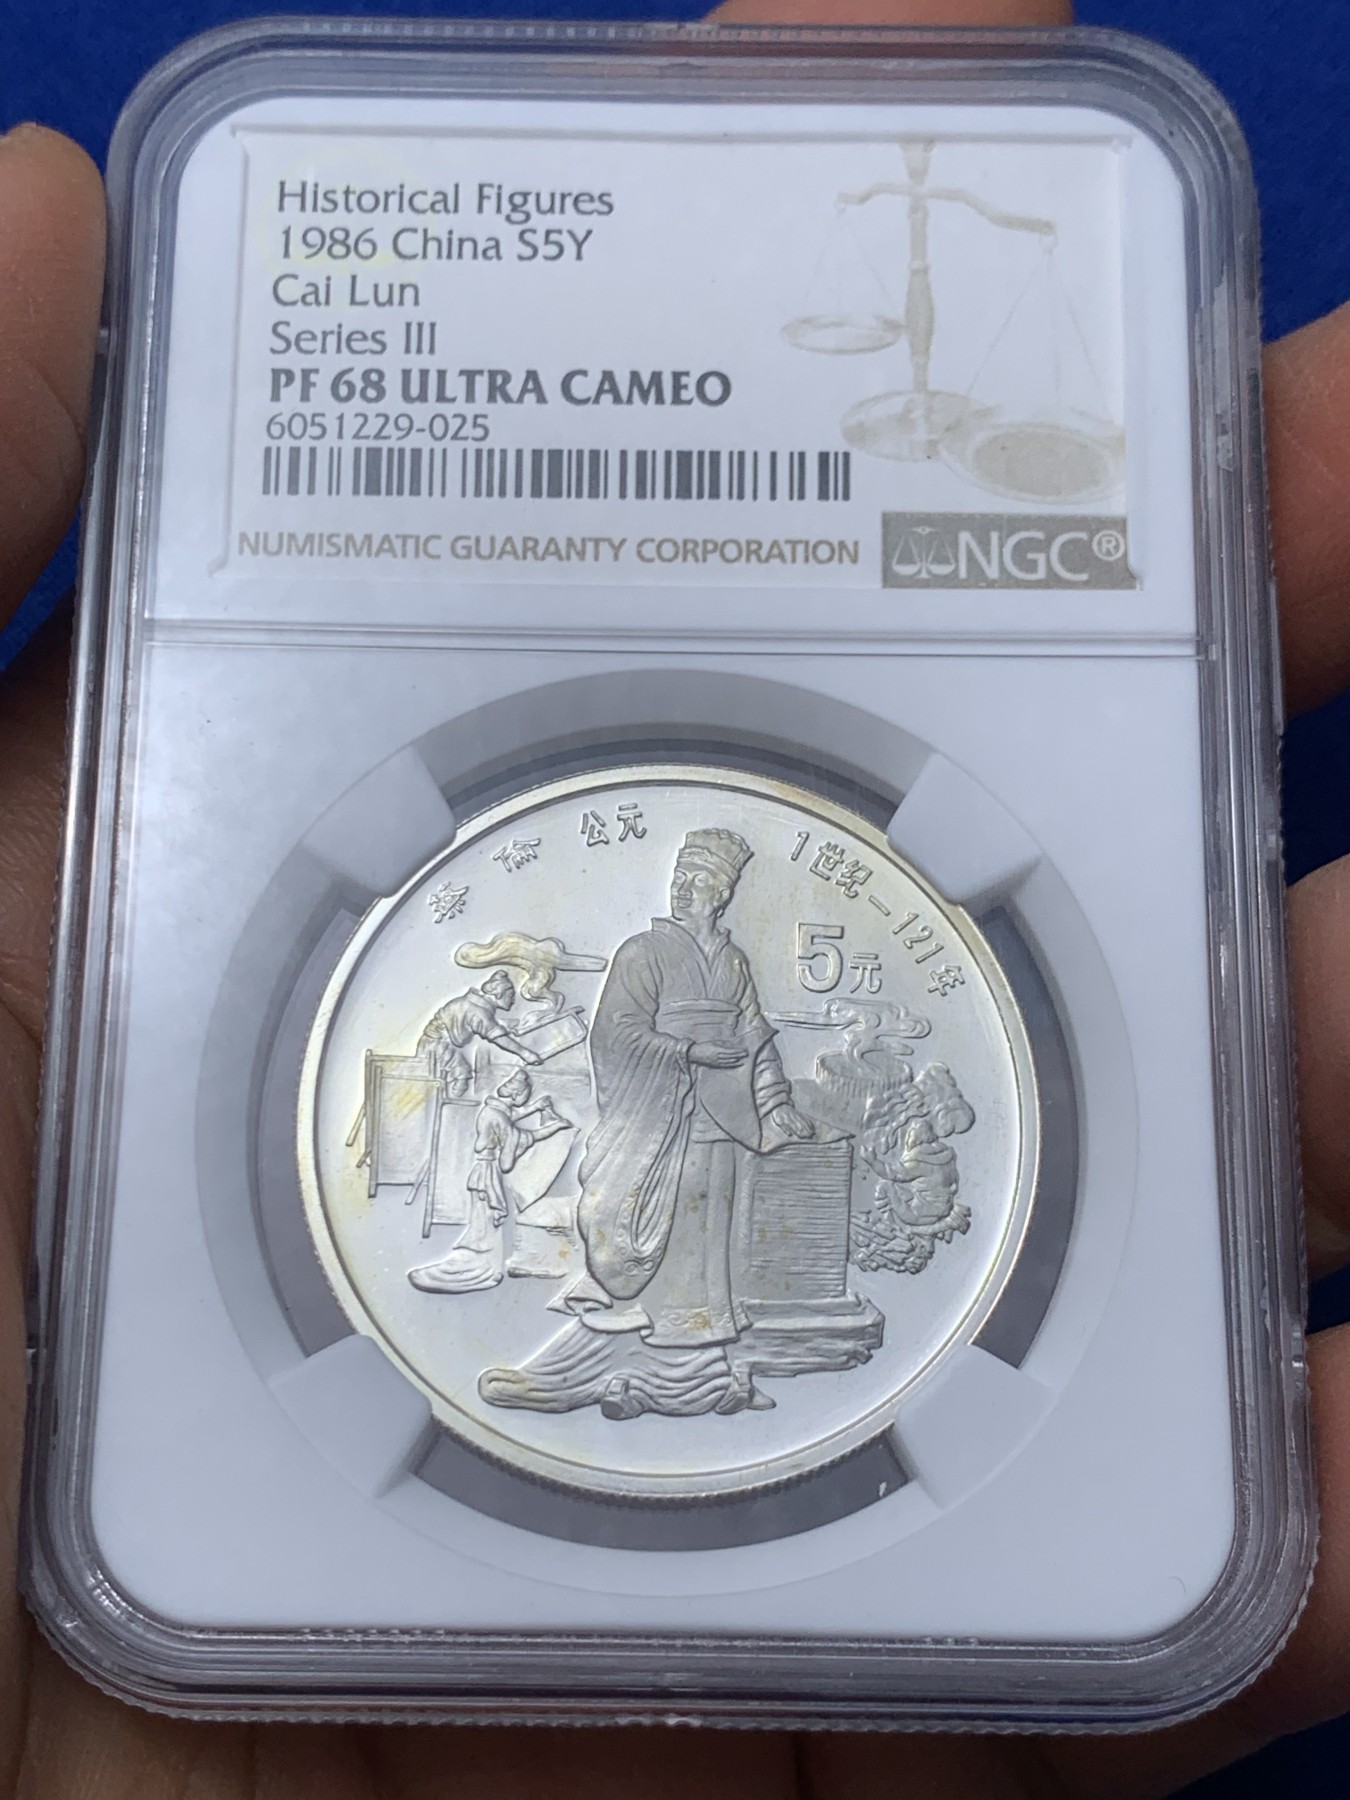 Historical Figures
1986 China S5Y
Cai Lun
Series III
PF 68 ULTRA CAMEO
6051229-025
NUMISMATIC GUARANTY CORPORATION
NGC®
蔡伦 公元 1世纪—121年
5元